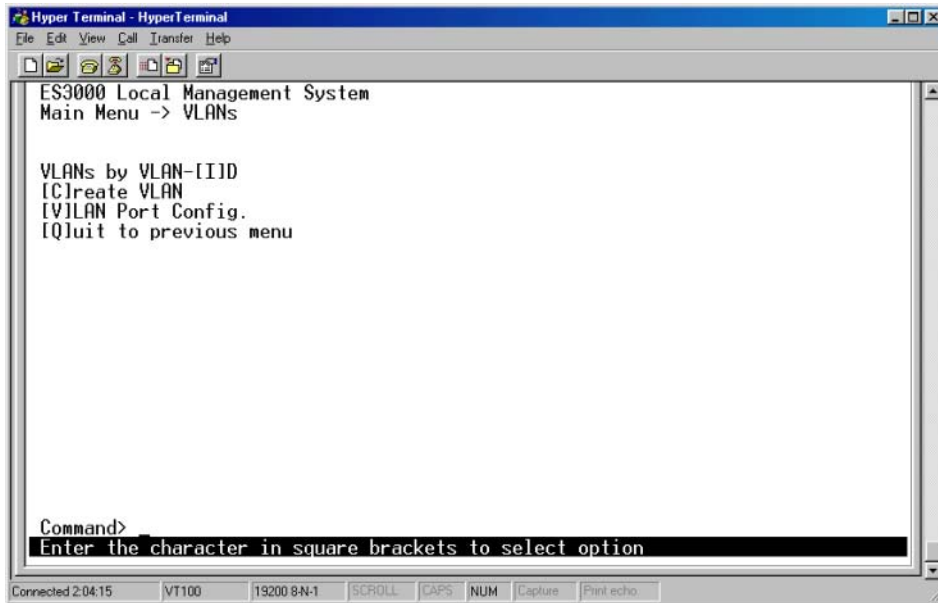 Hyper Terminal - HyperTerminal
File Edit View Call Transfer Help
ES3000 Local Management System
Main Menu -> VLANs
VLANs by VLAN-[I]D
[C]reate VLAN
[V]LAN Port Config.
[Q]uit to previous menu
Command> _
Enter the character in square brackets to select option
Connected 2:04:15 VT100 19200 8-N-1 SCROLL CAPS NUM Capture Print echo